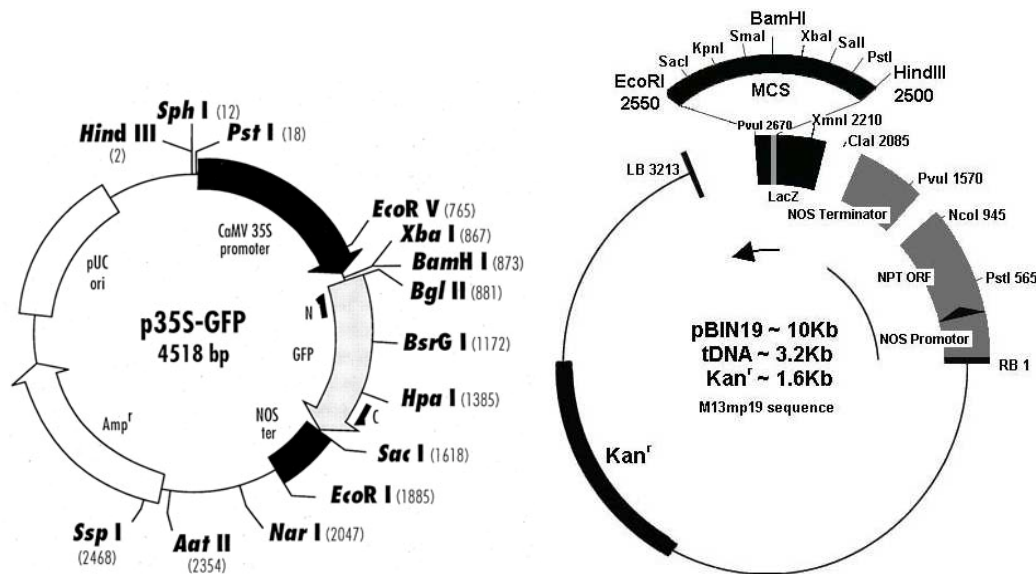 Sph I (12)
Hind III (2)
Pst I (18)
CaMV 35S
promoter
EcoR V (765)
Xba I (867)
BamH I (873)
Bgl II (881)
N
pUC
ori
p35S-GFP
4518 bp
GFP
BsrG I (1172)
Hpa I (1385)
C
NOS
ter
Ampr
Sac I (1618)
EcoR I (1885)
Nar I (2047)
Aat II
(2354)
Ssp I
(2468)
BamHI
SmaI
XbaI
KpnI
SalI
SacI
PstI
EcoRI
2550
MCS
HindIII
2500
PvuI 2670
XmnI 2210
ClaI 2085
LB 3213
LacZ
PvuI 1570
NOS Terminator
NcoI 945
NPT ORF
PstI 565
NOS Promotor
RB 1
pBIN19 ~ 10Kb
tDNA ~ 3.2Kb
Kanr ~ 1.6Kb
M13mp19 sequence
Kanr